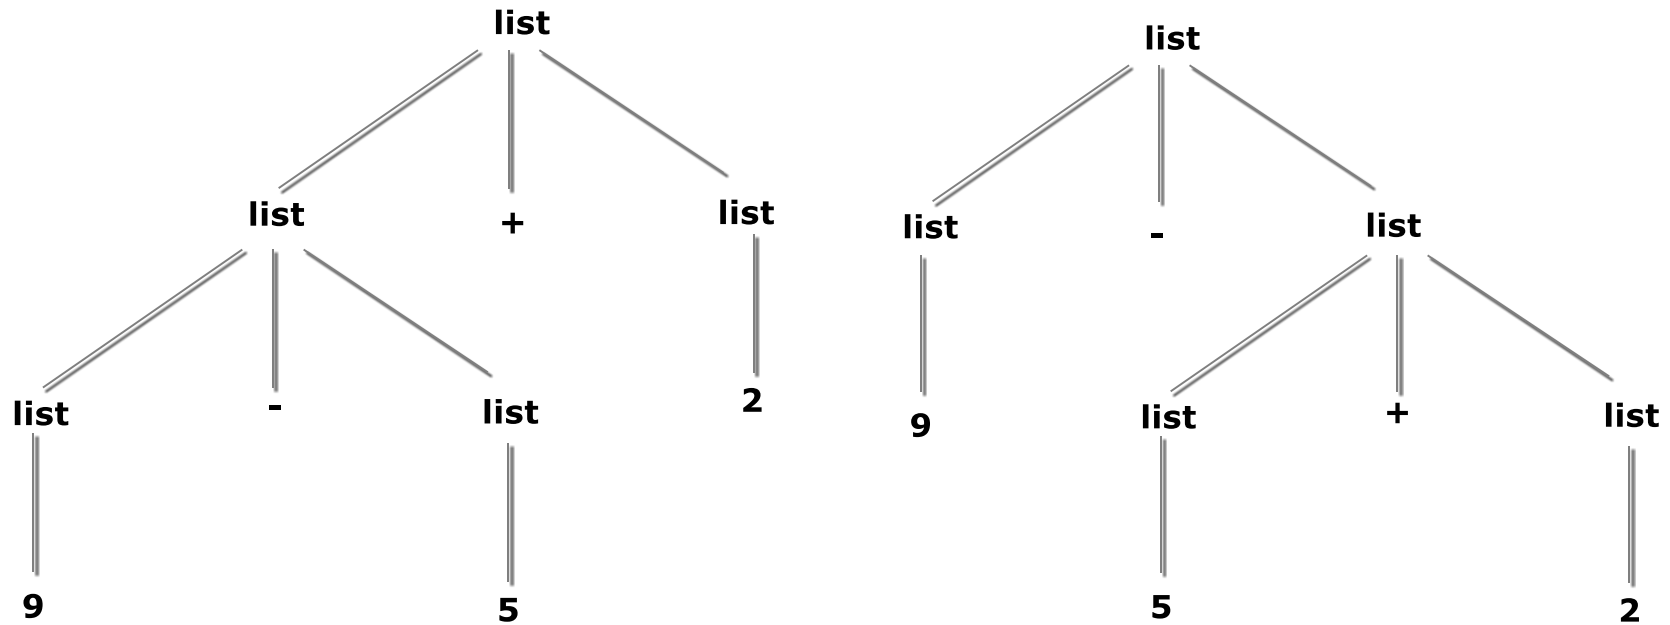 list
list + list
list - list 2
9 5
list
list - list
9 list + list
5 2